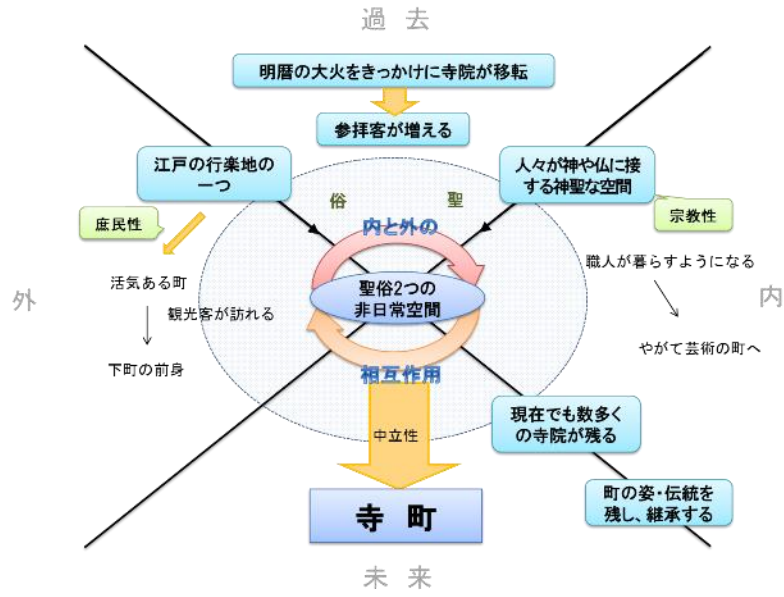 過 去
明暦の大火をきっかけに寺院が移転
参拝客が増える
江戸の行楽地の
一つ
人々が神や仏に接
する神聖な空間
俗
聖
庶民性
宗教性
内と外の
活気ある町
観光客が訪れる
下町の前身
聖俗2つの
非日常空間
職人が暮らすようになる
やがて芸術の町へ
外
内
相互作用
中立性
現在でも数多く
の寺院が残る
町の姿・伝統を
残し、継承する
寺 町
未 来